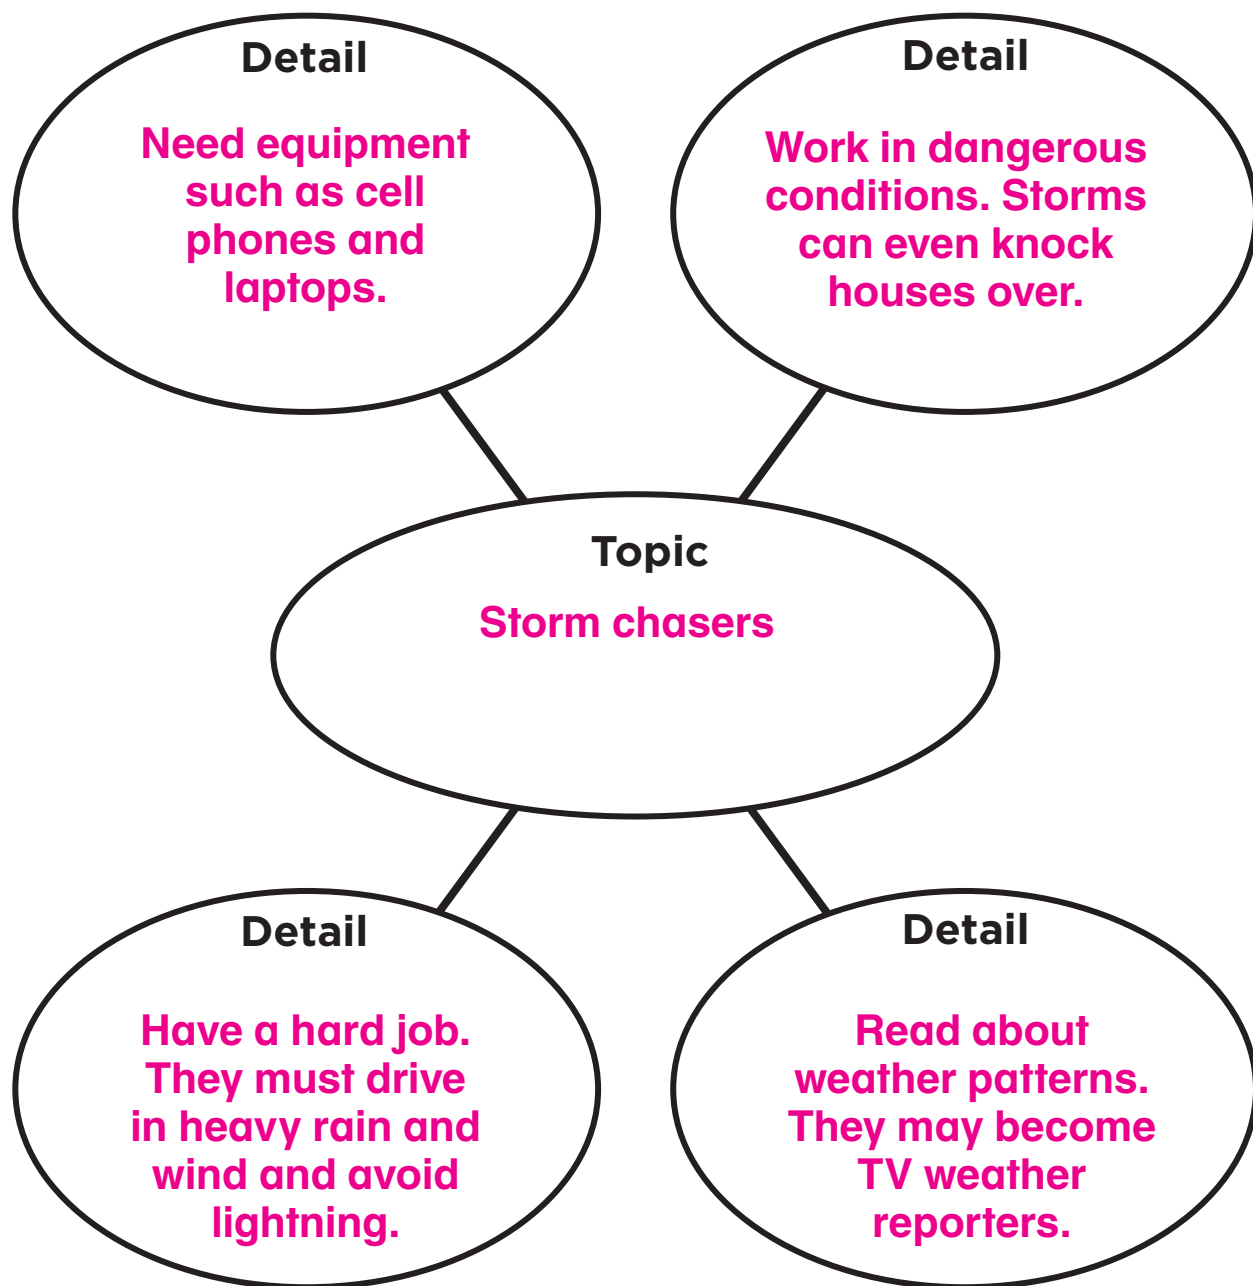 Detail
Need equipment
such as cell
phones and
laptops.
Detail
Work in dangerous
conditions. Storms
can even knock
houses over.
Topic
Storm chasers
Detail
Have a hard job.
They must drive
in heavy rain and
wind and avoid
lightning.
Detail
Read about
weather patterns.
They may become
TV weather
reporters.